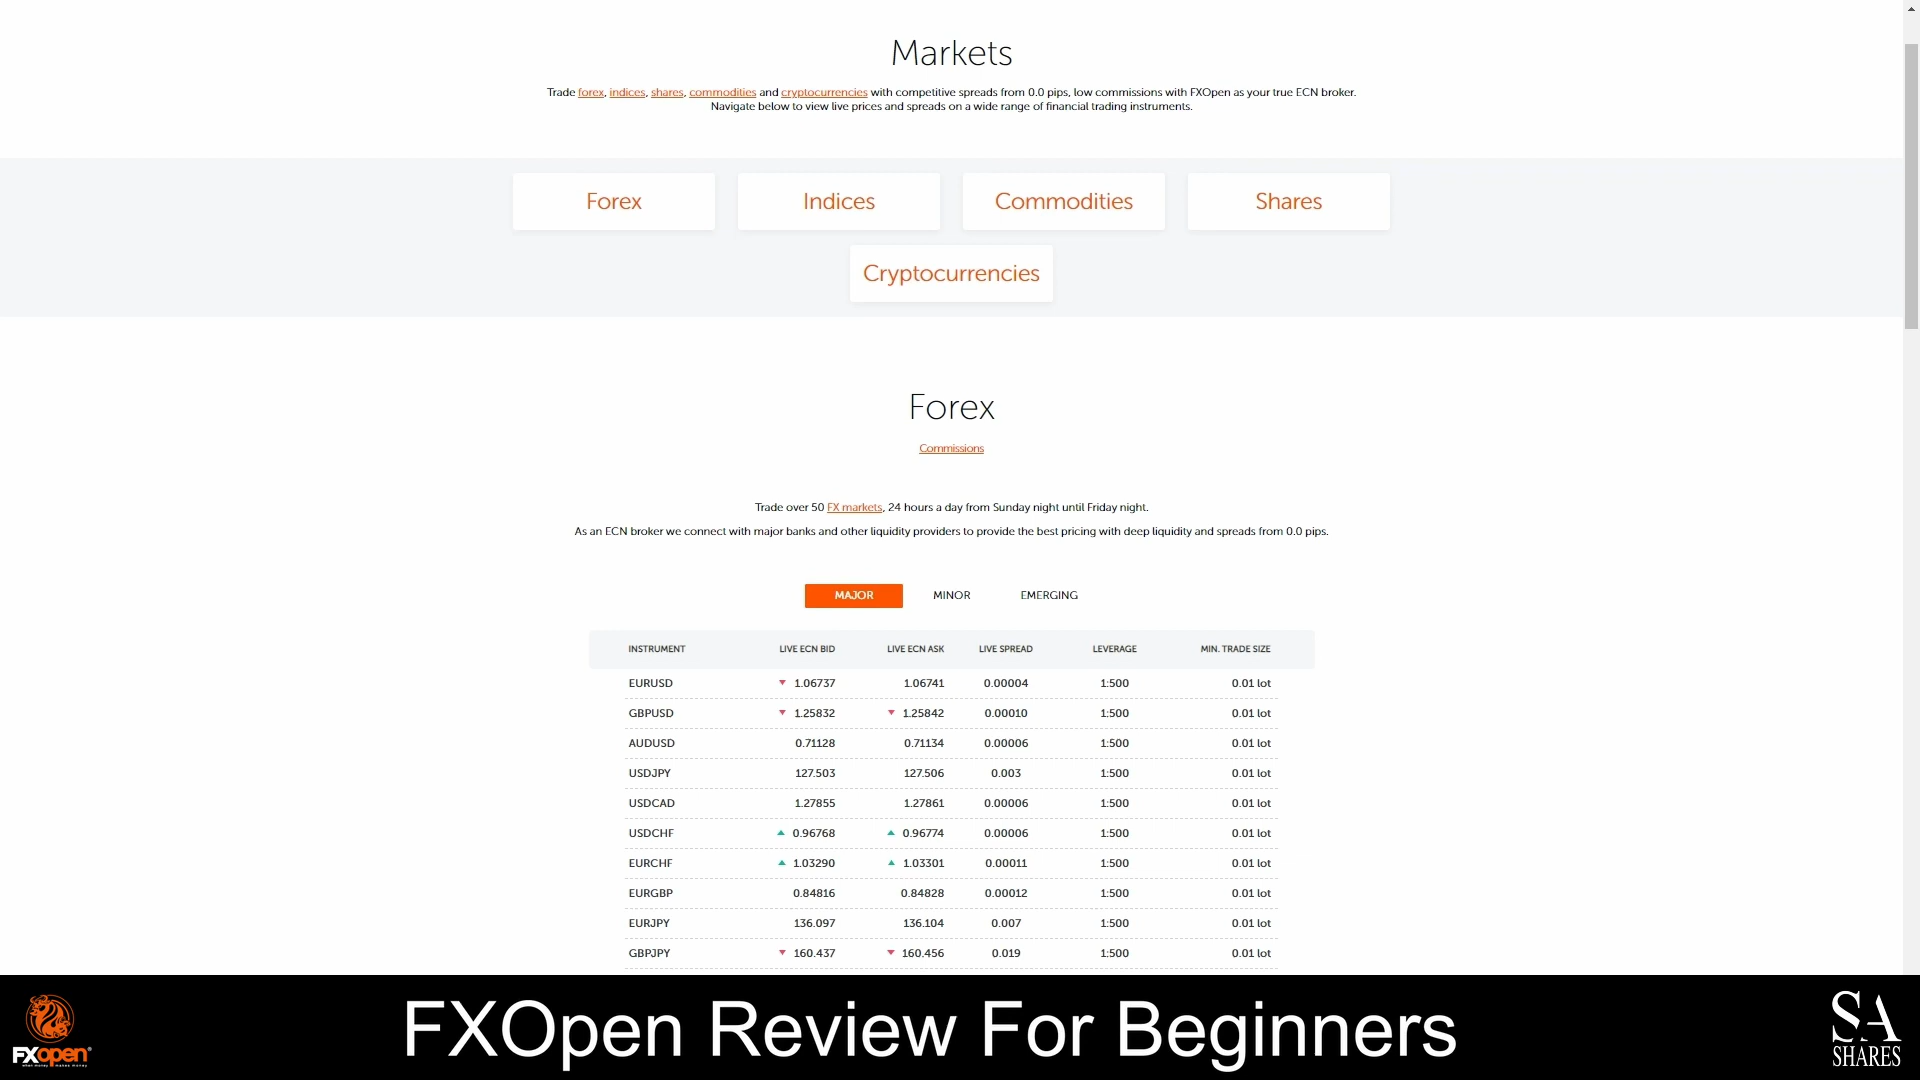 Markets
Trade forex, indices, shares, commodities and cryptocurrencies with competitive spreads from 0.0 pips, low commissions with FXOpen as your true ECN broker.
Navigate below to view live prices and spreads on a wide range of financial trading instruments.
Forex Indices Commodities Shares
Cryptocurrencies
Forex
Commissions
Trade over 50 FX markets, 24 hours a day from Sunday night until Friday night.
As an ECN broker we connect with major banks and other liquidity providers to provide the best pricing with deep liquidity and spreads from 0.0 pips.
MAJOR MINOR EMERGING
INSTRUMENT LIVE ECN BID LIVE ECN ASK LIVE SPREAD LEVERAGE MIN. TRADE SIZE
EURUSD 1.06737 1.06741 0.00004 1:500 0.01 lot
GBPUSD 1.25832 1.25842 0.00010 1:500 0.01 lot
AUDUSD 0.71128 0.71134 0.00006 1:500 0.01 lot
USDJPY 127.503 127.506 0.003 1:500 0.01 lot
USDCAD 1.27855 1.27861 0.00006 1:500 0.01 lot
USDCHF 0.96768 0.96774 0.00006 1:500 0.01 lot
EURCHF 1.03290 1.03301 0.00011 1:500 0.01 lot
EURGBP 0.84816 0.84828 0.00012 1:500 0.01 lot
EURJPY 136.097 136.104 0.007 1:500 0.01 lot
GBPJPY 160.437 160.456 0.019 1:500 0.01 lot
FXopen®
when money makes money
FXOpen Review For Beginners
SA
SHARES